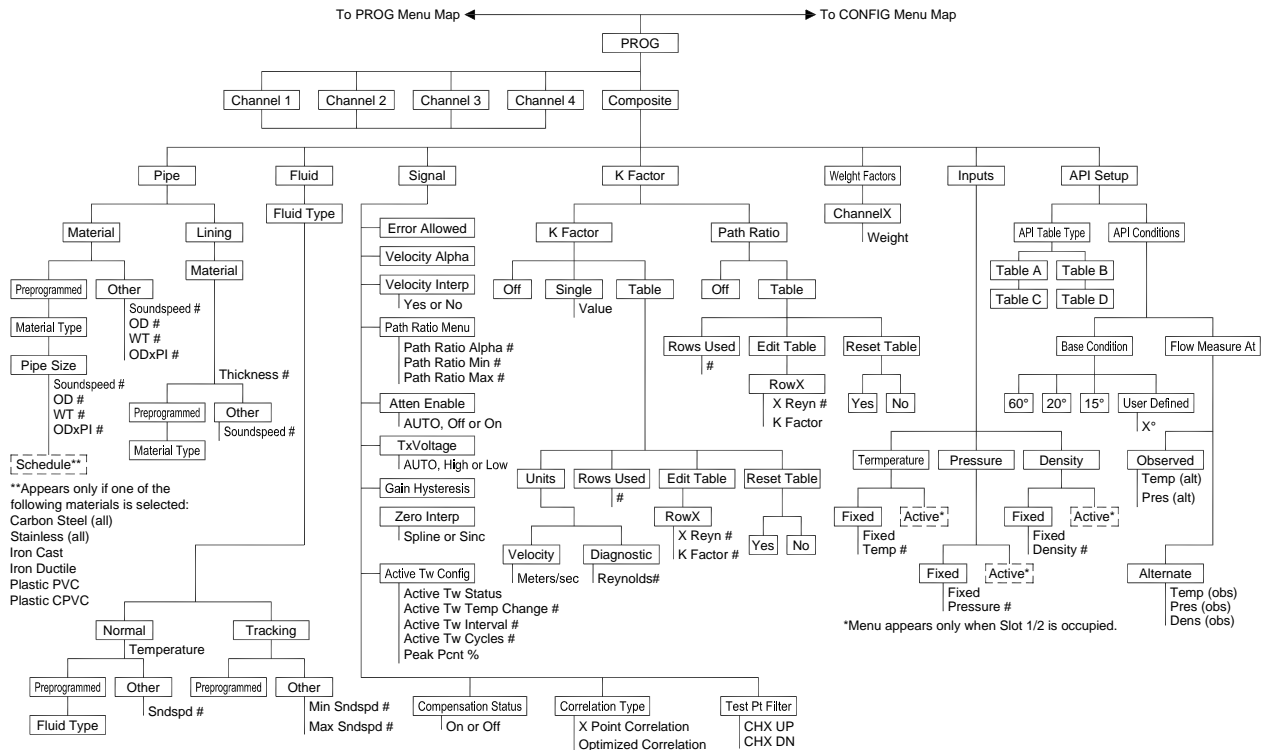 To PROG Menu Map
To CONFIG Menu Map
PROG
Channel 1
Channel 2
Channel 3
Channel 4
Composite
Pipe
Fluid
Signal
K Factor
Weight Factors
Inputs
API Setup
Material
Lining
Preprogrammed
Other
Material Type
Pipe Size
Soundspeed #
OD #
WT #
ODxPI #
Schedule**
Soundspeed #
OD #
WT #
ODxPI #
Material
Thickness #
Preprogrammed
Other
Material Type
Soundspeed #
**Appears only if one of the
following materials is selected:
Carbon Steel (all)
Stainless (all)
Iron Cast
Iron Ductile
Plastic PVC
Plastic CPVC
Fluid Type
Normal
Temperature
Preprogrammed
Other
Fluid Type
Sndspd #
Tracking
Preprogrammed
Other
Min Sndspd #
Max Sndspd #
Error Allowed
Velocity Alpha
Velocity Interp
Yes or No
Path Ratio Menu
Path Ratio Alpha #
Path Ratio Min #
Path Ratio Max #
Atten Enable
AUTO, Off or On
TxVoltage
AUTO, High or Low
Gain Hysteresis
Zero Interp
Spline or Sinc
Active Tw Config
Active Tw Status
Active Tw Temp Change #
Active Tw Interval #
Active Tw Cycles #
Peak Pcnt %
Compensation Status
On or Off
Correlation Type
X Point Correlation
Optimized Correlation
Test Pt Filter
CHX UP
CHX DN
K Factor
Off
Single
Value
Table
Units
Velocity
Meters/sec
Diagnostic
Reynolds#
Rows Used
#
Edit Table
RowX
X Reyn #
K Factor #
Reset Table
Yes
No
Path Ratio
Off
Table
Rows Used
#
Edit Table
RowX
X Reyn #
K Factor
Reset Table
Yes
No
ChannelX
Weight
Termperature
Fixed
Fixed
Temp #
Active*
Pressure
Fixed
Fixed
Pressure #
Active*
Density
Fixed
Fixed
Density #
Active*
*Menu appears only when Slot 1/2 is occupied.
API Table Type
Table A
Table B
Table C
Table D
API Conditions
Base Condition
60°
20°
15°
User Defined
X°
Flow Measure At
Observed
Temp (alt)
Pres (alt)
Alternate
Temp (obs)
Pres (obs)
Dens (obs)